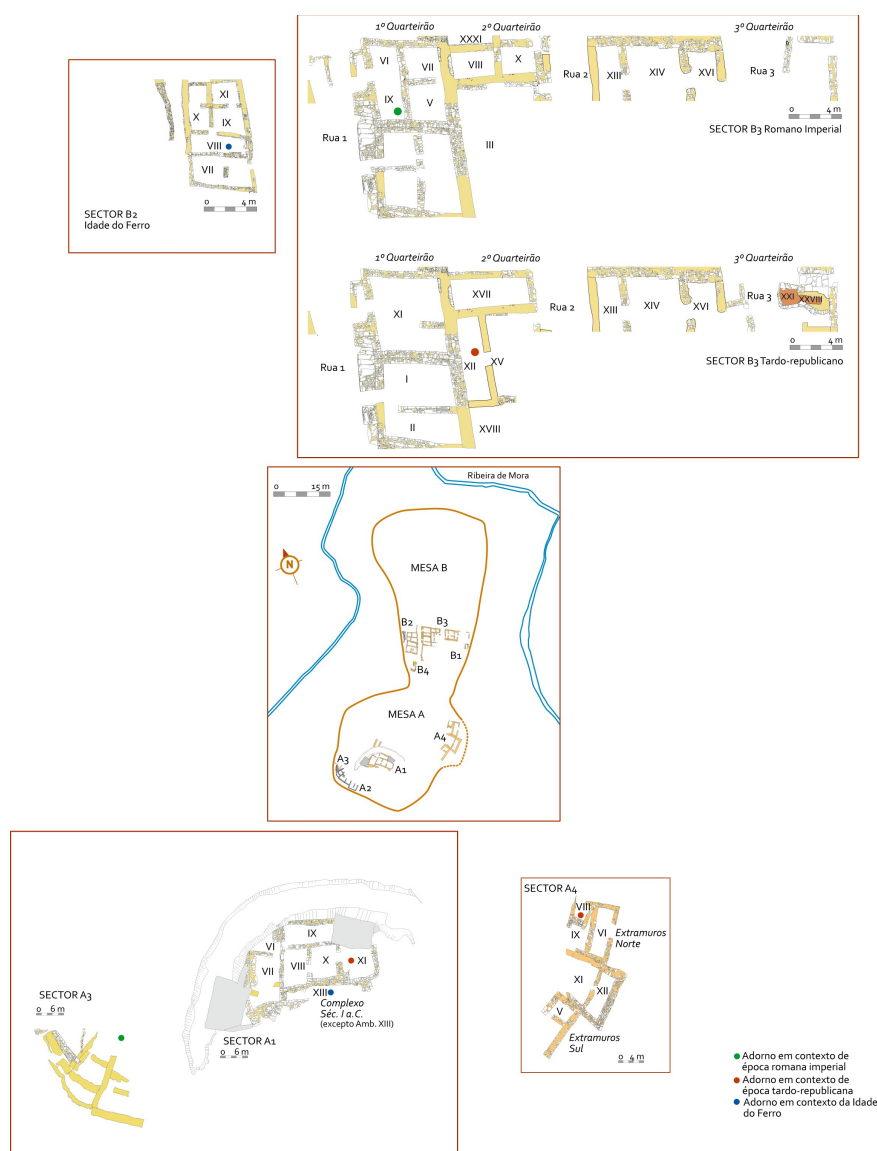 1º Quarteirão
2º Quarteirão
3º Quarteirão
XXXI
VI
VII
VIII
X
IX
V
Rua 1
III
Rua 2
XIII
XIV
XVI
Rua 3
0 4 m
SECTOR B3 Romano Imperial
XI
X
IX
VIII
VII
0 4 m
SECTOR B2
Idade do Ferro
1º Quarteirão
2º Quarteirão
3º Quarteirão
XVII
XI
Rua 1
I
II
XII
XV
XVIII
Rua 2
XIII
XIV
XVI
Rua 3
XXI
XXVIII
0 4 m
SECTOR B3 Tardo-republicano
0 15 m
Ribeira de Mora
N
MESA B
B2
B3
B1
B4
MESA A
A4
A3
A1
A2
SECTOR A3
0 6 m
IX
VI
VII
VIII
X
XI
XIII
Complexo
Séc. I a.C.
(excepto Amb. XIII)
SECTOR A1
0 6 m
SECTOR A4
VIII
IX
VI
Extramuros
Norte
XI
XII
V
Extramuros
Sul
0 4 m
Adorno em contexto de
época romana imperial
Adorno em contexto de
época tardo-republicana
Adorno em contexto da Idade
do Ferro